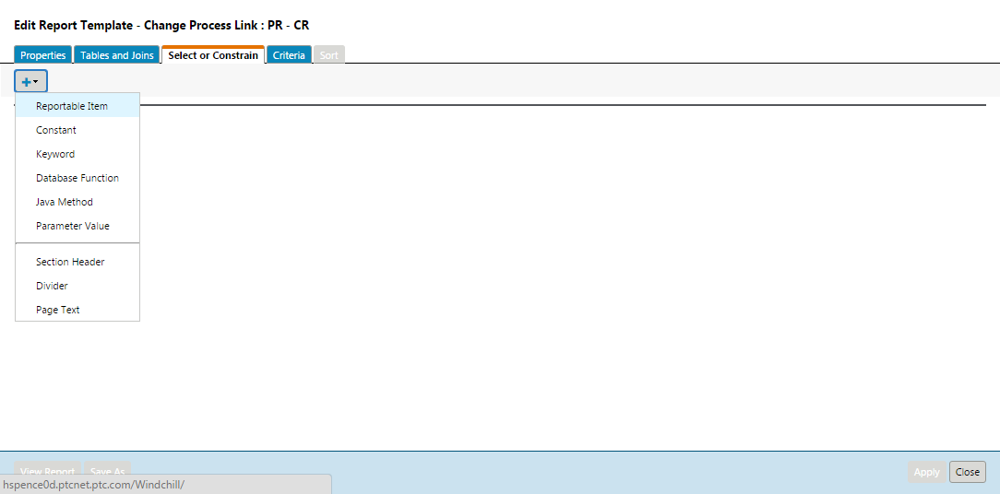 Edit Report Template - Change Process Link : PR - CR
Properties Tables and Joins Select or Constrain Criteria Sort
Reportable Item
Constant
Keyword
Database Function
Java Method
Parameter Value
Section Header
Divider
Page Text
View Report Save As Apply Close
hspence0d.ptcnet.ptc.com/Windchill/